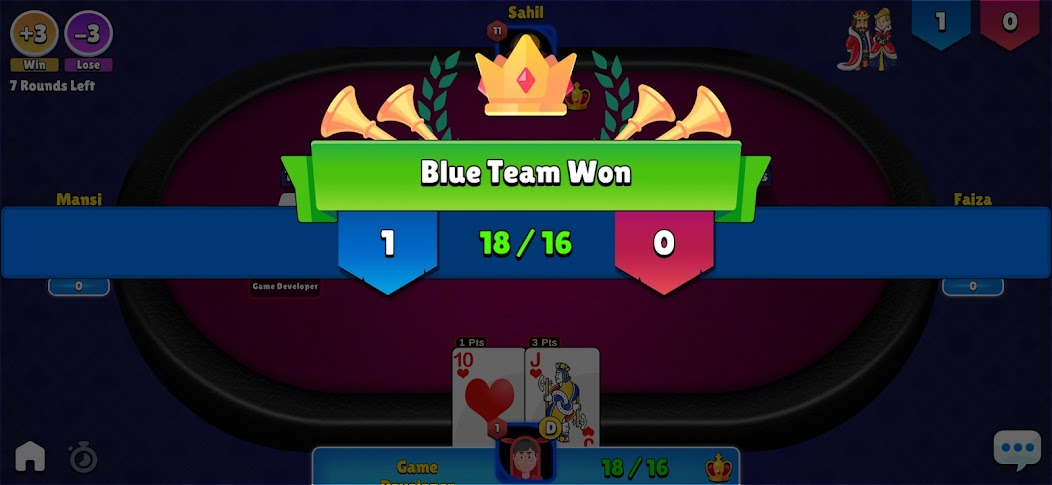 Sahil
11
1
0
+3
-3
Win
Lose
7 Rounds Left
Blue Team Won
Mansi
Faiza
1
18 / 16
0
0
Game Developer
0
1 Pts
3 Pts
10
J
1
D
Game
Developer
18 / 16